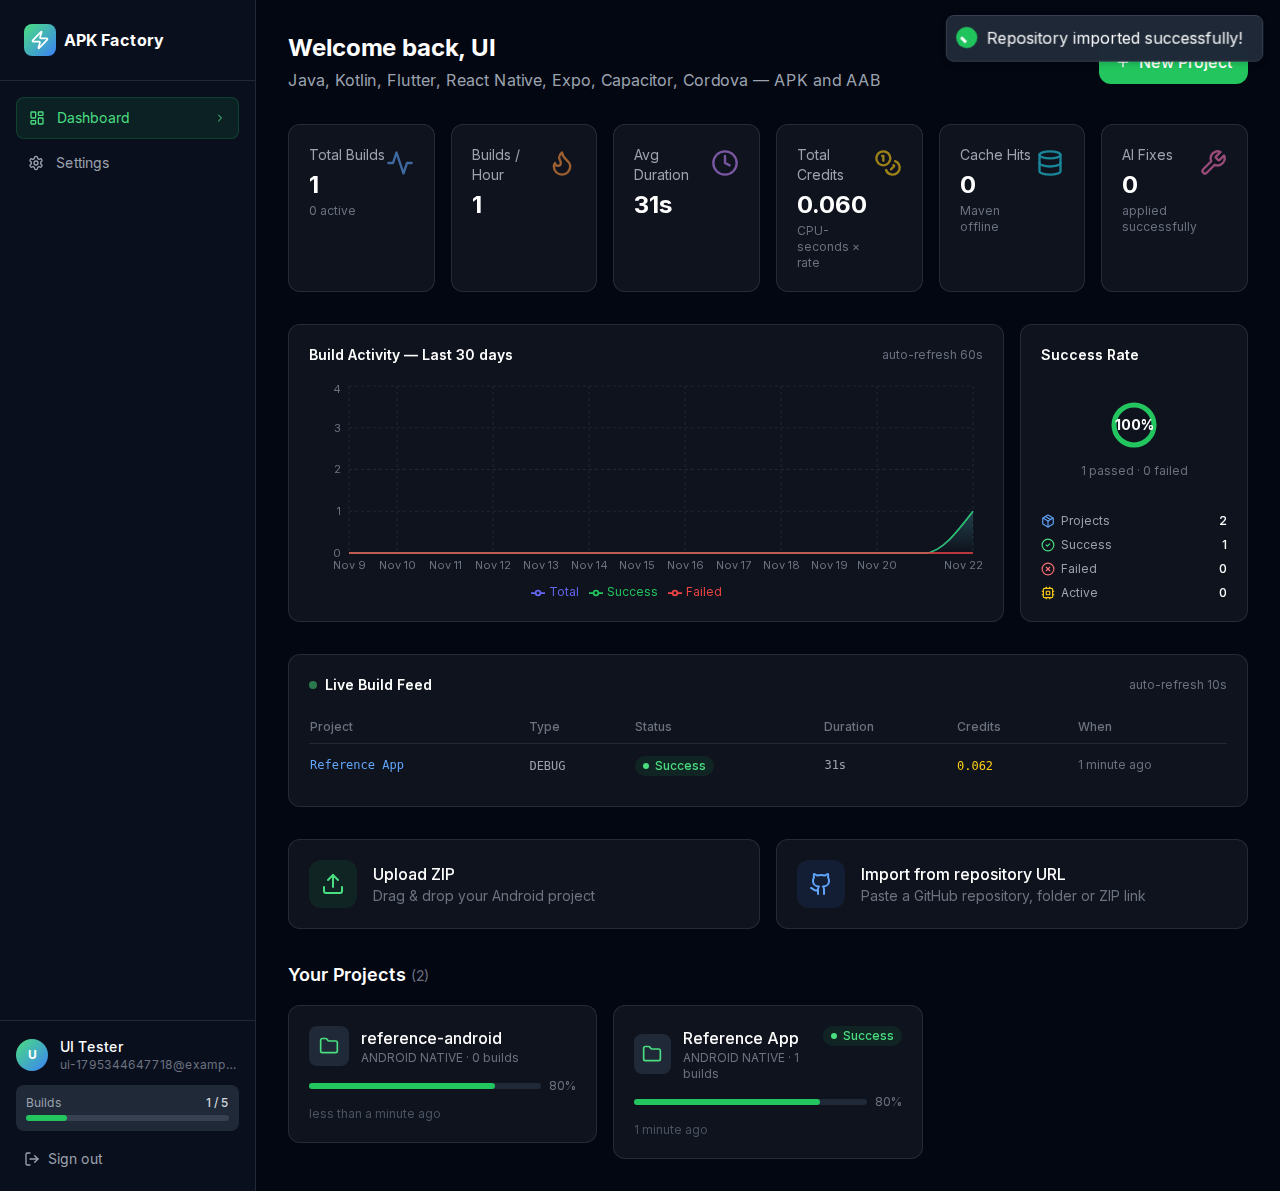 APK Factory
Dashboard
Settings
Welcome back, UI
Java, Kotlin, Flutter, React Native, Expo, Capacitor, Cordova — APK and AAB
Repository imported successfully!
+ New Project
Total Builds
1
0 active
Builds /
Hour
1
Avg
Duration
31s
Total
Credits
0.060
CPU-
seconds ×
rate
Cache Hits
0
Maven
offline
AI Fixes
0
applied
successfully
Build Activity — Last 30 days
auto-refresh 60s
4
3
2
1
0
Nov 9 Nov 10 Nov 11 Nov 12 Nov 13 Nov 14 Nov 15 Nov 16 Nov 17 Nov 18 Nov 19 Nov 20 Nov 22
Total Success Failed
Success Rate
100%
1 passed · 0 failed
Projects 2
Success 1
Failed 0
Active 0
Live Build Feed
auto-refresh 10s
Project Type Status Duration Credits When
Reference App DEBUG Success 31s 0.062 1 minute ago
Upload ZIP
Drag & drop your Android project
Import from repository URL
Paste a GitHub repository, folder or ZIP link
Your Projects (2)
reference-android
ANDROID NATIVE · 0 builds
80%
less than a minute ago
Reference App
Success
ANDROID NATIVE · 1
builds
80%
1 minute ago
U
UI Tester
ui-1795344647718@examp...
Builds 1 / 5
Sign out